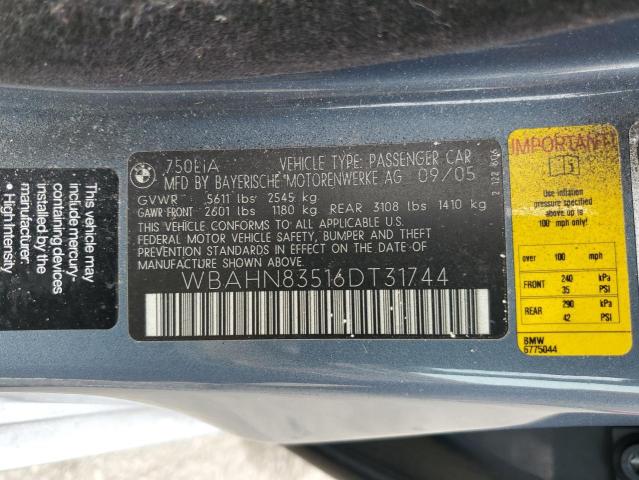 This vehicle may
include mercury-
containing devices
installed by the
manufacturer.
BMW
750LiA VEHICLE TYPE: PASSENGER CAR
MFD BY BAYERISCHE MOTORENWERKE AG 09/05
GVWR 5611 lbs 2545 kg
GAWR FRONT 2601 lbs 1180 kg REAR 3108 lbs 1410 kg
THIS VEHICLE CONFORMS TO ALL APPLICABLE U.S.
FEDERAL MOTOR VEHICLE SAFETY, BUMPER AND THEFT
PREVENTION STANDARDS IN EFFECT ON THE DATE OF
MANUFACTURE SHOWN ABOVE.
WBAHN83516DT31744
IMPORTANT!
Use inflation
pressure specified
above.up to
100 mph only!
over 100 mph
FRONT 240 kPa
35 PSI
REAR 290 kPa
42 PSI
BMW
6775044